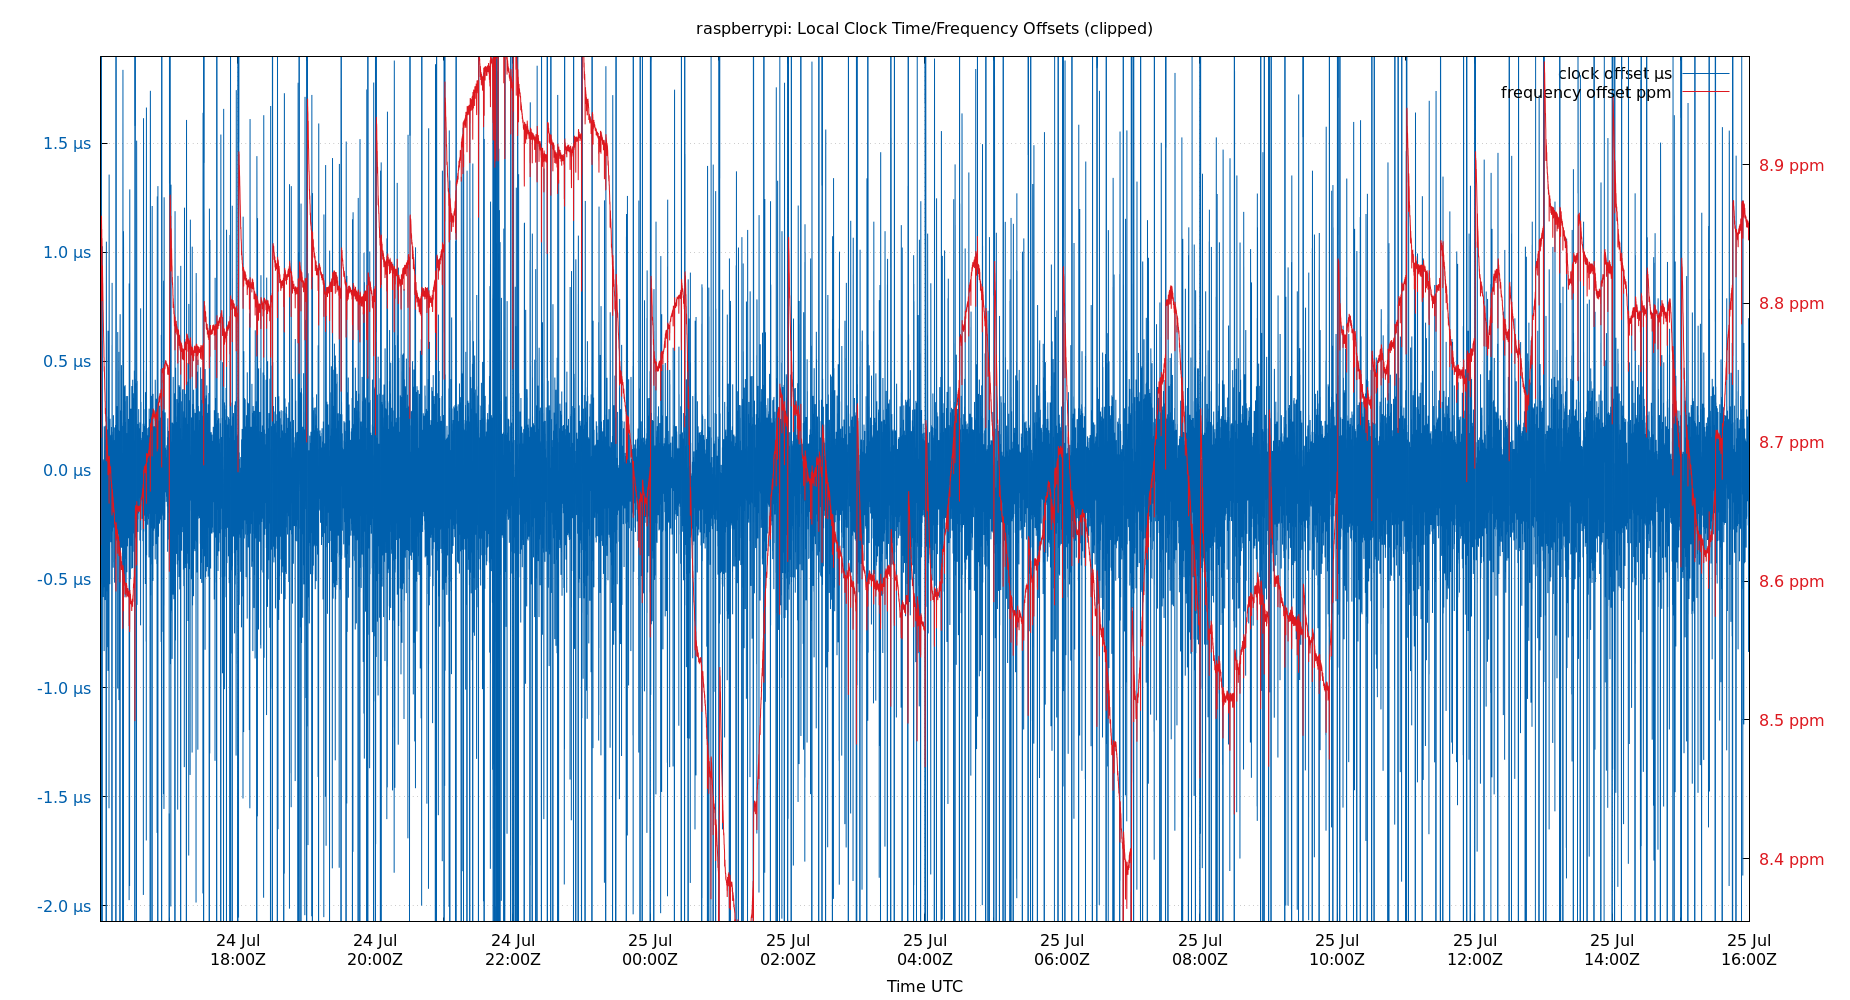 raspberrypi: Local Clock Time/Frequency Offsets (clipped)
clock offset µs
frequency offset ppm
1.5 µs
1.0 µs
0.5 µs
0.0 µs
-0.5 µs
-1.0 µs
-1.5 µs
-2.0 µs
8.9 ppm
8.8 ppm
8.7 ppm
8.6 ppm
8.5 ppm
8.4 ppm
24 Jul 24 Jul 24 Jul 25 Jul 25 Jul 25 Jul 25 Jul 25 Jul 25 Jul 25 Jul 25 Jul 25 Jul
18:00Z 20:00Z 22:00Z 00:00Z 02:00Z 04:00Z 06:00Z 08:00Z 10:00Z 12:00Z 14:00Z 16:00Z
Time UTC